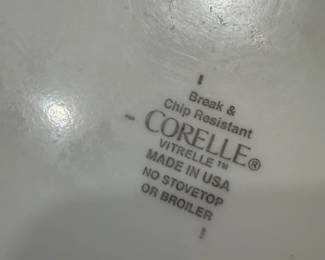 Break &
Chip Resistant
CORELLE®
VITRELLE™
MADE IN USA
NO STOVETOP
OR BROILER